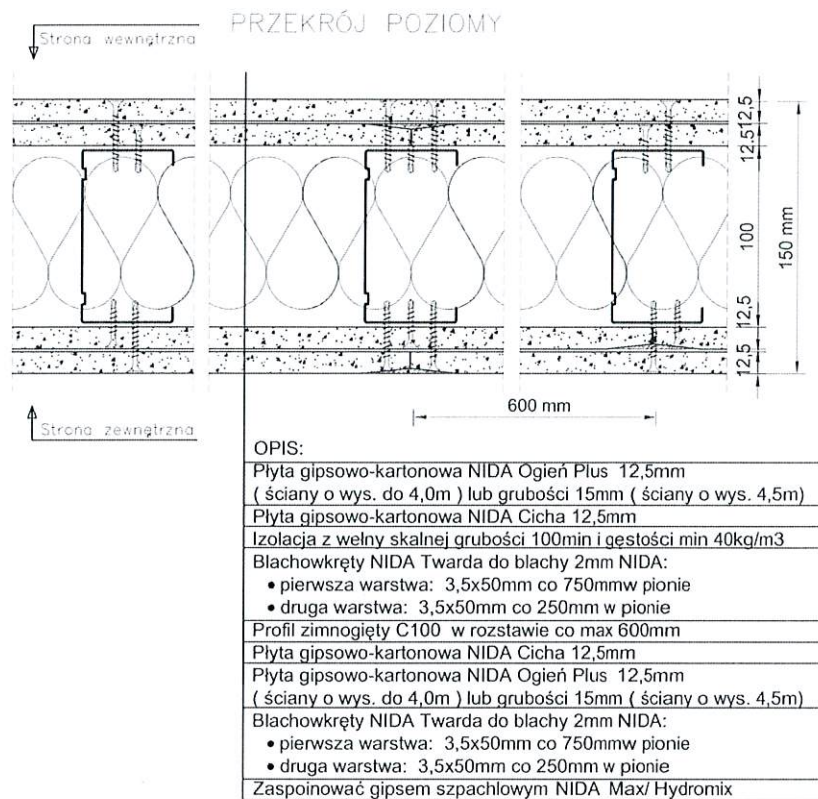 PRZEKRÓJ POZIOMY
Strona wewnętrzna
12,5
12,5
100
12,5
12,5
150 mm
600 mm
Strona zewnętrzna
OPIS:
Płyta gipsowo-kartonowa NIDA Ogień Plus 12,5mm
( ściany o wys. do 4,0m ) lub grubości 15mm ( ściany o wys. 4,5m)
Płyta gipsowo-kartonowa NIDA Cicha 12,5mm
Izolacja z wełny skalnej grubości 100min i gęstości min 40kg/m3
Blachowkręty NIDA Twarda do blachy 2mm NIDA:
• pierwsza warstwa: 3,5x50mm co 750mmw pionie
• druga warstwa: 3,5x50mm co 250mm w pionie
Profil zimnogięty C100 w rozstawie co max 600mm
Płyta gipsowo-kartonowa NIDA Cicha 12,5mm
Płyta gipsowo-kartonowa NIDA Ogień Plus 12,5mm
( ściany o wys. do 4,0m ) lub grubości 15mm ( ściany o wys. 4,5m)
Blachowkręty NIDA Twarda do blachy 2mm NIDA:
• pierwsza warstwa: 3,5x50mm co 750mmw pionie
• druga warstwa: 3,5x50mm co 250mm w pionie
Zaspoinować gipsem szpachlowym NIDA Max/ Hydromix